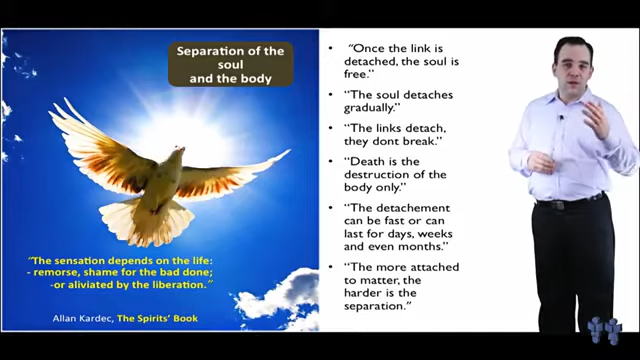 Separation of the
soul
and the body
"The sensation depends on the life:
- remorse, shame for the bad done;
-or aliviated by the liberation."
Allan Kardec, The Spirits' Book
• "Once the link is
detached, the soul is
free."
• "The soul detaches
gradually."
• "The links detach,
they dont break."
• "Death is the
destruction of the
body only."
• "The detachement
can be fast or can
last for days, weeks
and even months."
• "The more attached
to matter, the
harder is the
separation."